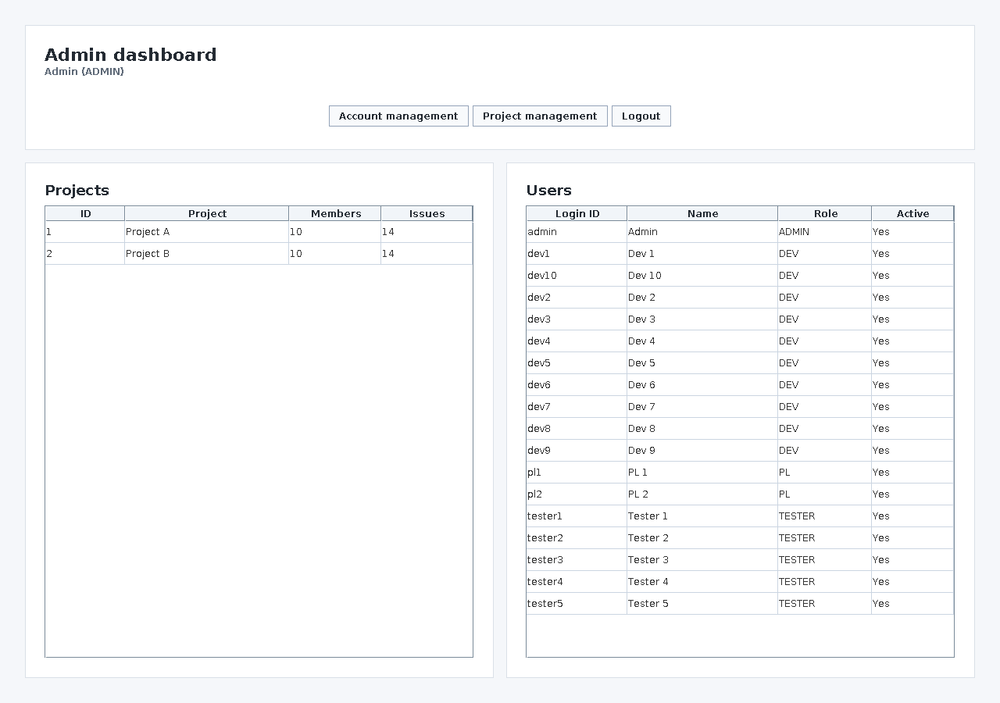 Admin dashboard
Admin (ADMIN)
Account management Project management Logout
Projects
ID Project Members Issues
1 Project A 10 14
2 Project B 10 14
Users
Login ID Name Role Active
admin Admin ADMIN Yes
dev1 Dev 1 DEV Yes
dev10 Dev 10 DEV Yes
dev2 Dev 2 DEV Yes
dev3 Dev 3 DEV Yes
dev4 Dev 4 DEV Yes
dev5 Dev 5 DEV Yes
dev6 Dev 6 DEV Yes
dev7 Dev 7 DEV Yes
dev8 Dev 8 DEV Yes
dev9 Dev 9 DEV Yes
pl1 PL 1 PL Yes
pl2 PL 2 PL Yes
tester1 Tester 1 TESTER Yes
tester2 Tester 2 TESTER Yes
tester3 Tester 3 TESTER Yes
tester4 Tester 4 TESTER Yes
tester5 Tester 5 TESTER Yes